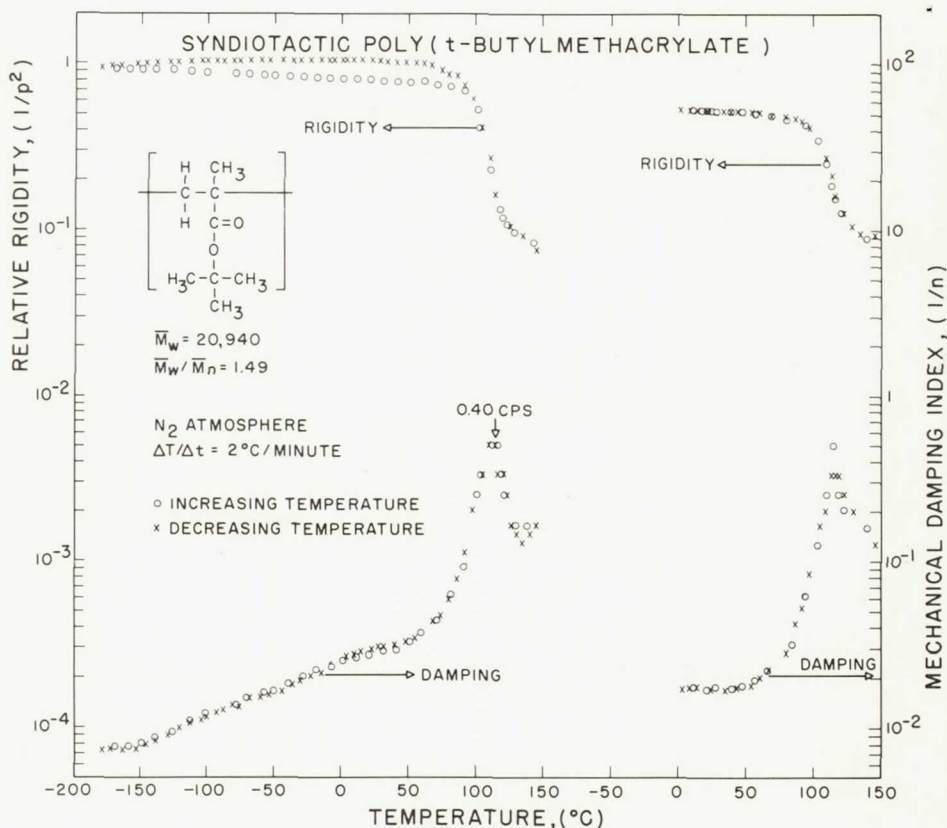 SYNDIOTACTIC POLY(t-BUTYLMETHACRYLATE)
RELATIVE RIGIDITY, (1/p²)
1
10⁻¹
10⁻²
10⁻³
10⁻⁴
RIGIDITY
RIGIDITY
H CH₃
C-C
H C=O
O
H₃C-C-CH₃
CH₃
M̅w = 20,940
M̅w/M̅n = 1.49
N₂ ATMOSPHERE
ΔT/Δt = 2°C/MINUTE
○ INCREASING TEMPERATURE
× DECREASING TEMPERATURE
0.40 CPS
DAMPING
DAMPING
10²
10
1
10⁻¹
10⁻²
MECHANICAL DAMPING INDEX, (1/n)
-200 -150 -100 -50 0 50 100 150 0 50 100 150
TEMPERATURE, (°C)